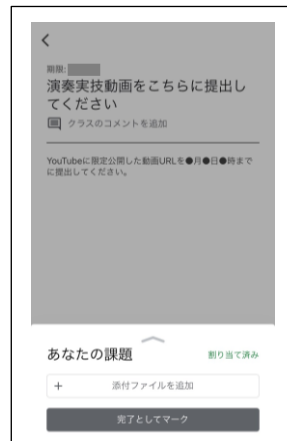 期限:
演奏実技動画をこちらに提出し
てください
クラスのコメントを追加
YouTubeに限定公開した動画URLを●月●日●時まで
に提出してください。
あなたの課題 割り当て済み
+ 添付ファイルを追加
完了としてマーク